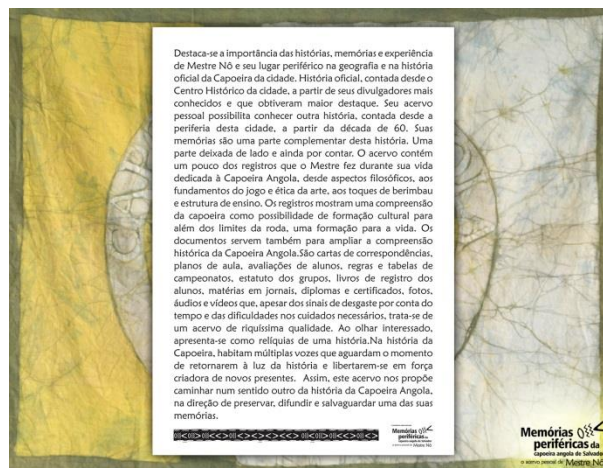 Destaca-se a importância das histórias, memórias e experiência
de Mestre Nô e seu lugar periférico na geografia e na história
oficial da Capoeira da cidade. História oficial, contada desde o
Centro Histórico da cidade, a partir de seus divulgadores mais
conhecidos e que obtiveram maior destaque. Seu acervo
pessoal possibilita conhecer outra história, contada desde a
periferia desta cidade, a partir da década de 60. Suas
memórias são uma parte complementar desta história. Uma
parte deixada de lado e ainda por contar. O acervo contém
um pouco dos registros que o Mestre fez durante sua vida
dedicada à Capoeira Angola, desde aspectos filosóficos, aos
fundamentos do jogo e ética da arte, aos toques de berimbau
e estrutura de ensino. Os registros mostram uma compreensão
da capoeira como possibilidade de formação cultural para
além dos limites da roda, uma formação para a vida. Os
documentos servem também para ampliar a compreensão
histórica da Capoeira Angola.São cartas de correspondências,
planos de aula, avaliações de alunos, regras e tabelas de
campeonatos, estatuto dos grupos, livros de registro dos
alunos, matérias em jornais, diplomas e certificados, fotos,
áudios e vídeos que, apesar dos sinais de desgaste por conta do
tempo e das dificuldades nos cuidados necessários, trata-se de
um acervo de riquíssima qualidade. Ao olhar interessado,
apresenta-se como relíquias de uma história.Na história da
Capoeira, habitam múltiplas vozes que aguardam o momento
de retornarem à luz da história e libertarem-se em força
criadora de novos presentes. Assim, este acervo nos propõe
caminhar num sentido outro da história da Capoeira Angola,
na direção de preservar, difundir e salvaguardar uma das suas
memórias.
Memórias
periféricas da
capoeira angola de Salvador
o acervo pessoal de Mestre Nô
Memórias
periféricas da
capoeira angola de Salvador
o acervo pessoal de Mestre Nô